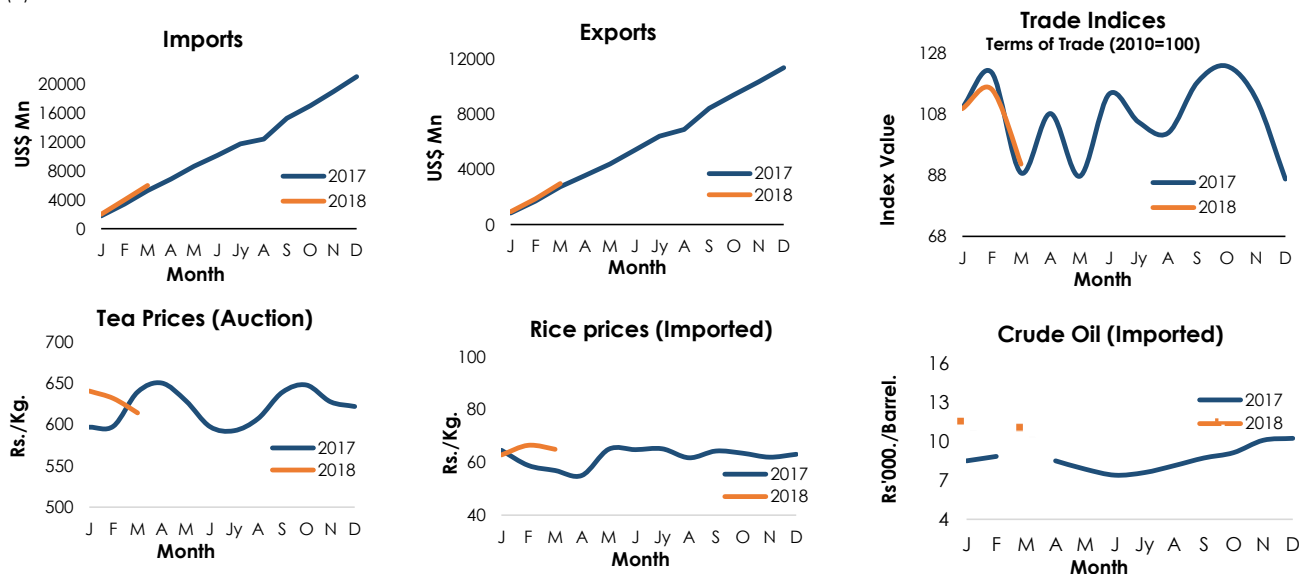 Imports
US$ Mn
20000
16000
12000
8000
4000
0
2017
2018
J F M A M J Jy A S O N D
Month
Exports
US$ Mn
12000
8000
4000
0
2017
2018
J F M A M J Jy A S O N D
Month
Trade Indices
Terms of Trade (2010=100)
Index Value
128
108
88
68
2017
2018
J F M A M J Jy A S O N D
Month
Tea Prices (Auction)
Rs./Kg.
700
650
600
550
500
2017
2018
J F M A M J Jy A S O N D
Month
Rice prices (Imported)
Rs./Kg.
100
80
60
40
2017
2018
J F M A M J Jy A S O N D
Month
Crude Oil (Imported)
Rs'000./Barrel.
16
13
10
7
4
2017
2018
J F M A M J Jy A S O N D
Month